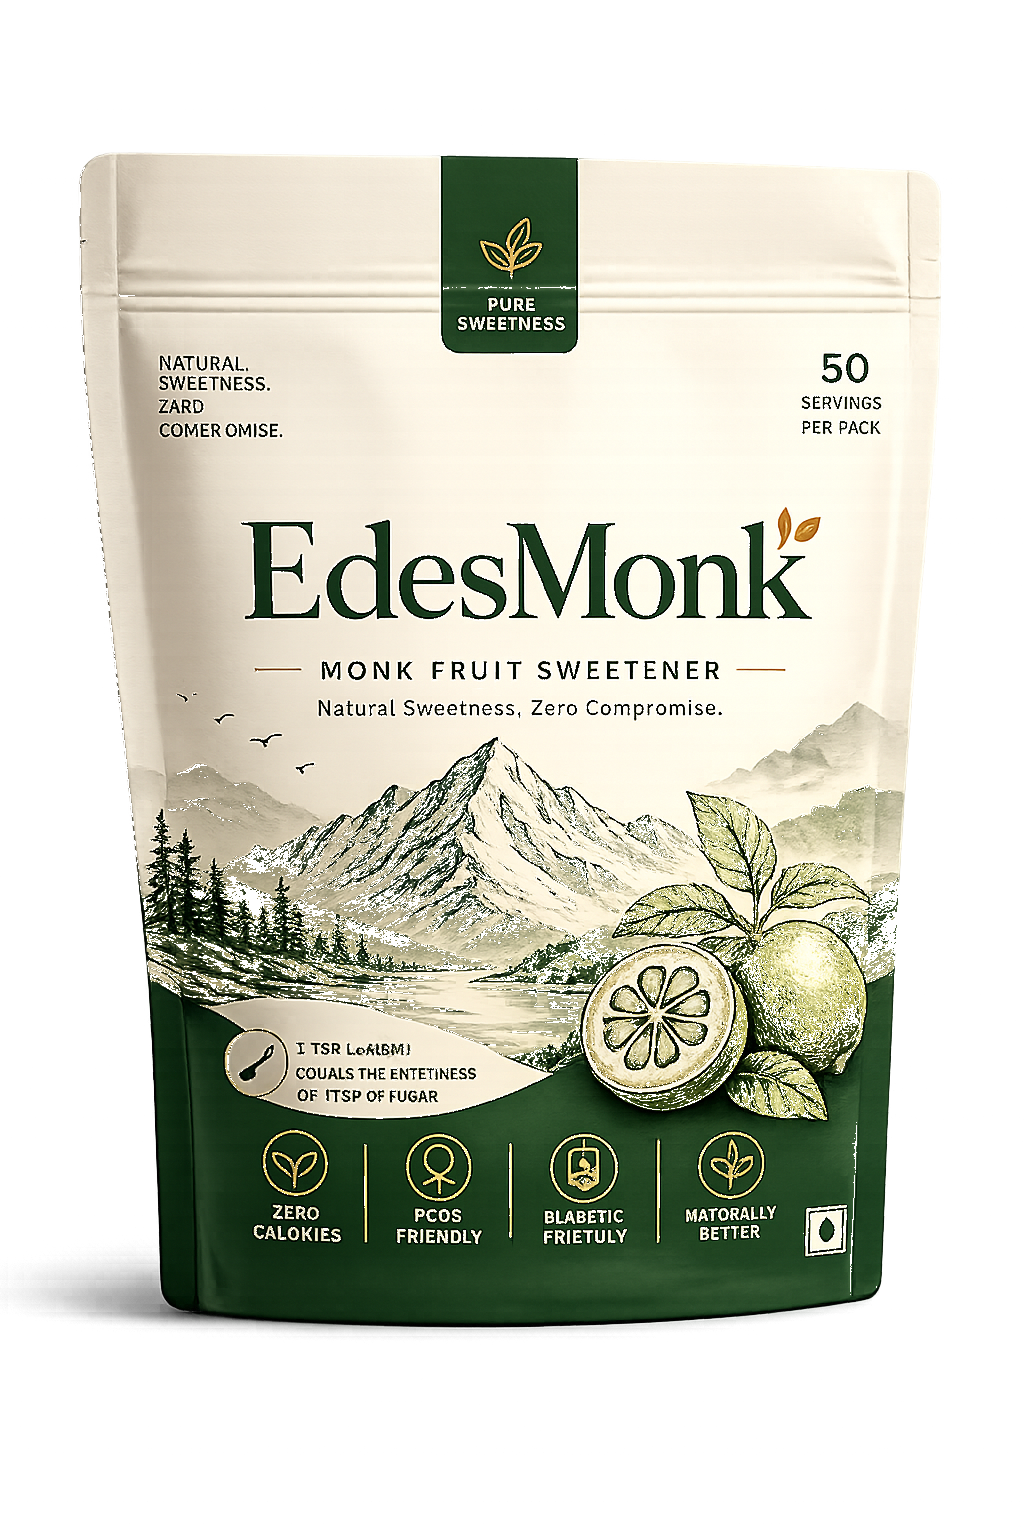 PURE
SWEETNESS
NATURAL.
SWEETNESS.
ZARD
COMER OMISE.
50
SERVINGS
PER PACK
EdesMonk
MONK FRUIT SWEETENER
Natural Sweetness, Zero Compromise.
I TSR LoAIBMI
COUALS THE ENTETINESS
OF ITSP OF FUGAR
ZERO
CALOKIES
PCOS
FRIENDLY
BLABETIC
FRIETULY
MATORALLY
BETTER